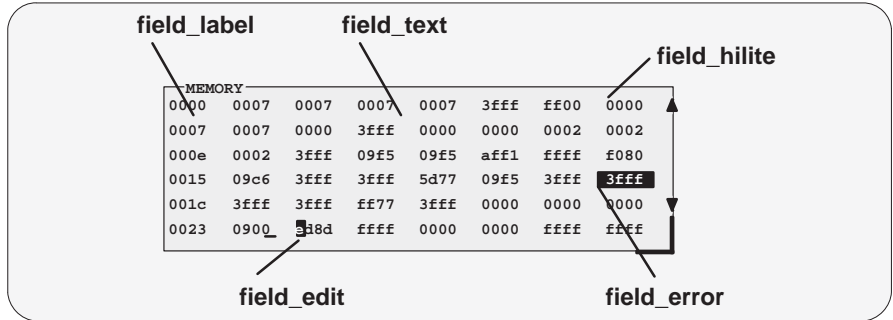 field_label field_text
field_hilite
MEMORY
0000 0007 0007 0007 0007 3fff ff00 0000
0007 0007 0000 3fff 0000 0000 0002 0002
000e 0002 3fff 09f5 09f5 aff1 ffff f080
0015 09c6 3fff 3fff 5d77 09f5 3fff 3fff
001c 3fff 3fff ff77 3fff 0000 0000 0000
0023 0900_ ed8d ffff 0000 0000 ffff ffff
field_edit field_error